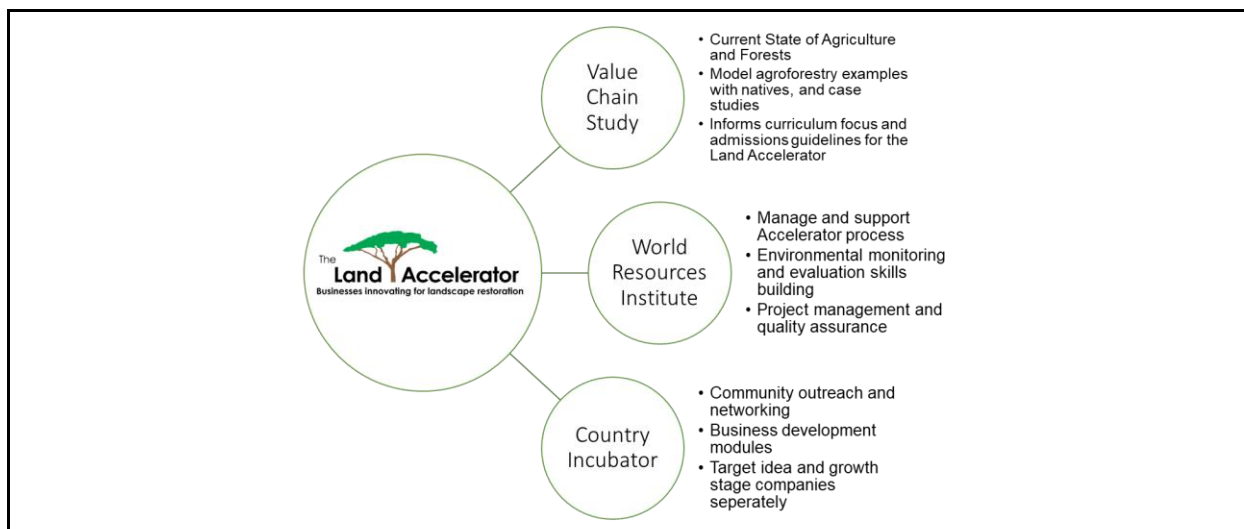 Value
Chain
Study
• Current State of Agriculture
and Forests
• Model agroforestry examples
with natives, and case
studies
• Informs curriculum focus and
admissions guidelines for the
Land Accelerator
The
Land Accelerator
Businesses innovating for landscape restoration
World
Resources
Institute
• Manage and support
Accelerator process
• Environmental monitoring
and evaluation skills
building
• Project management and
quality assurance
Country
Incubator
• Community outreach and
networking
• Business development
modules
• Target idea and growth
stage companies
seperately